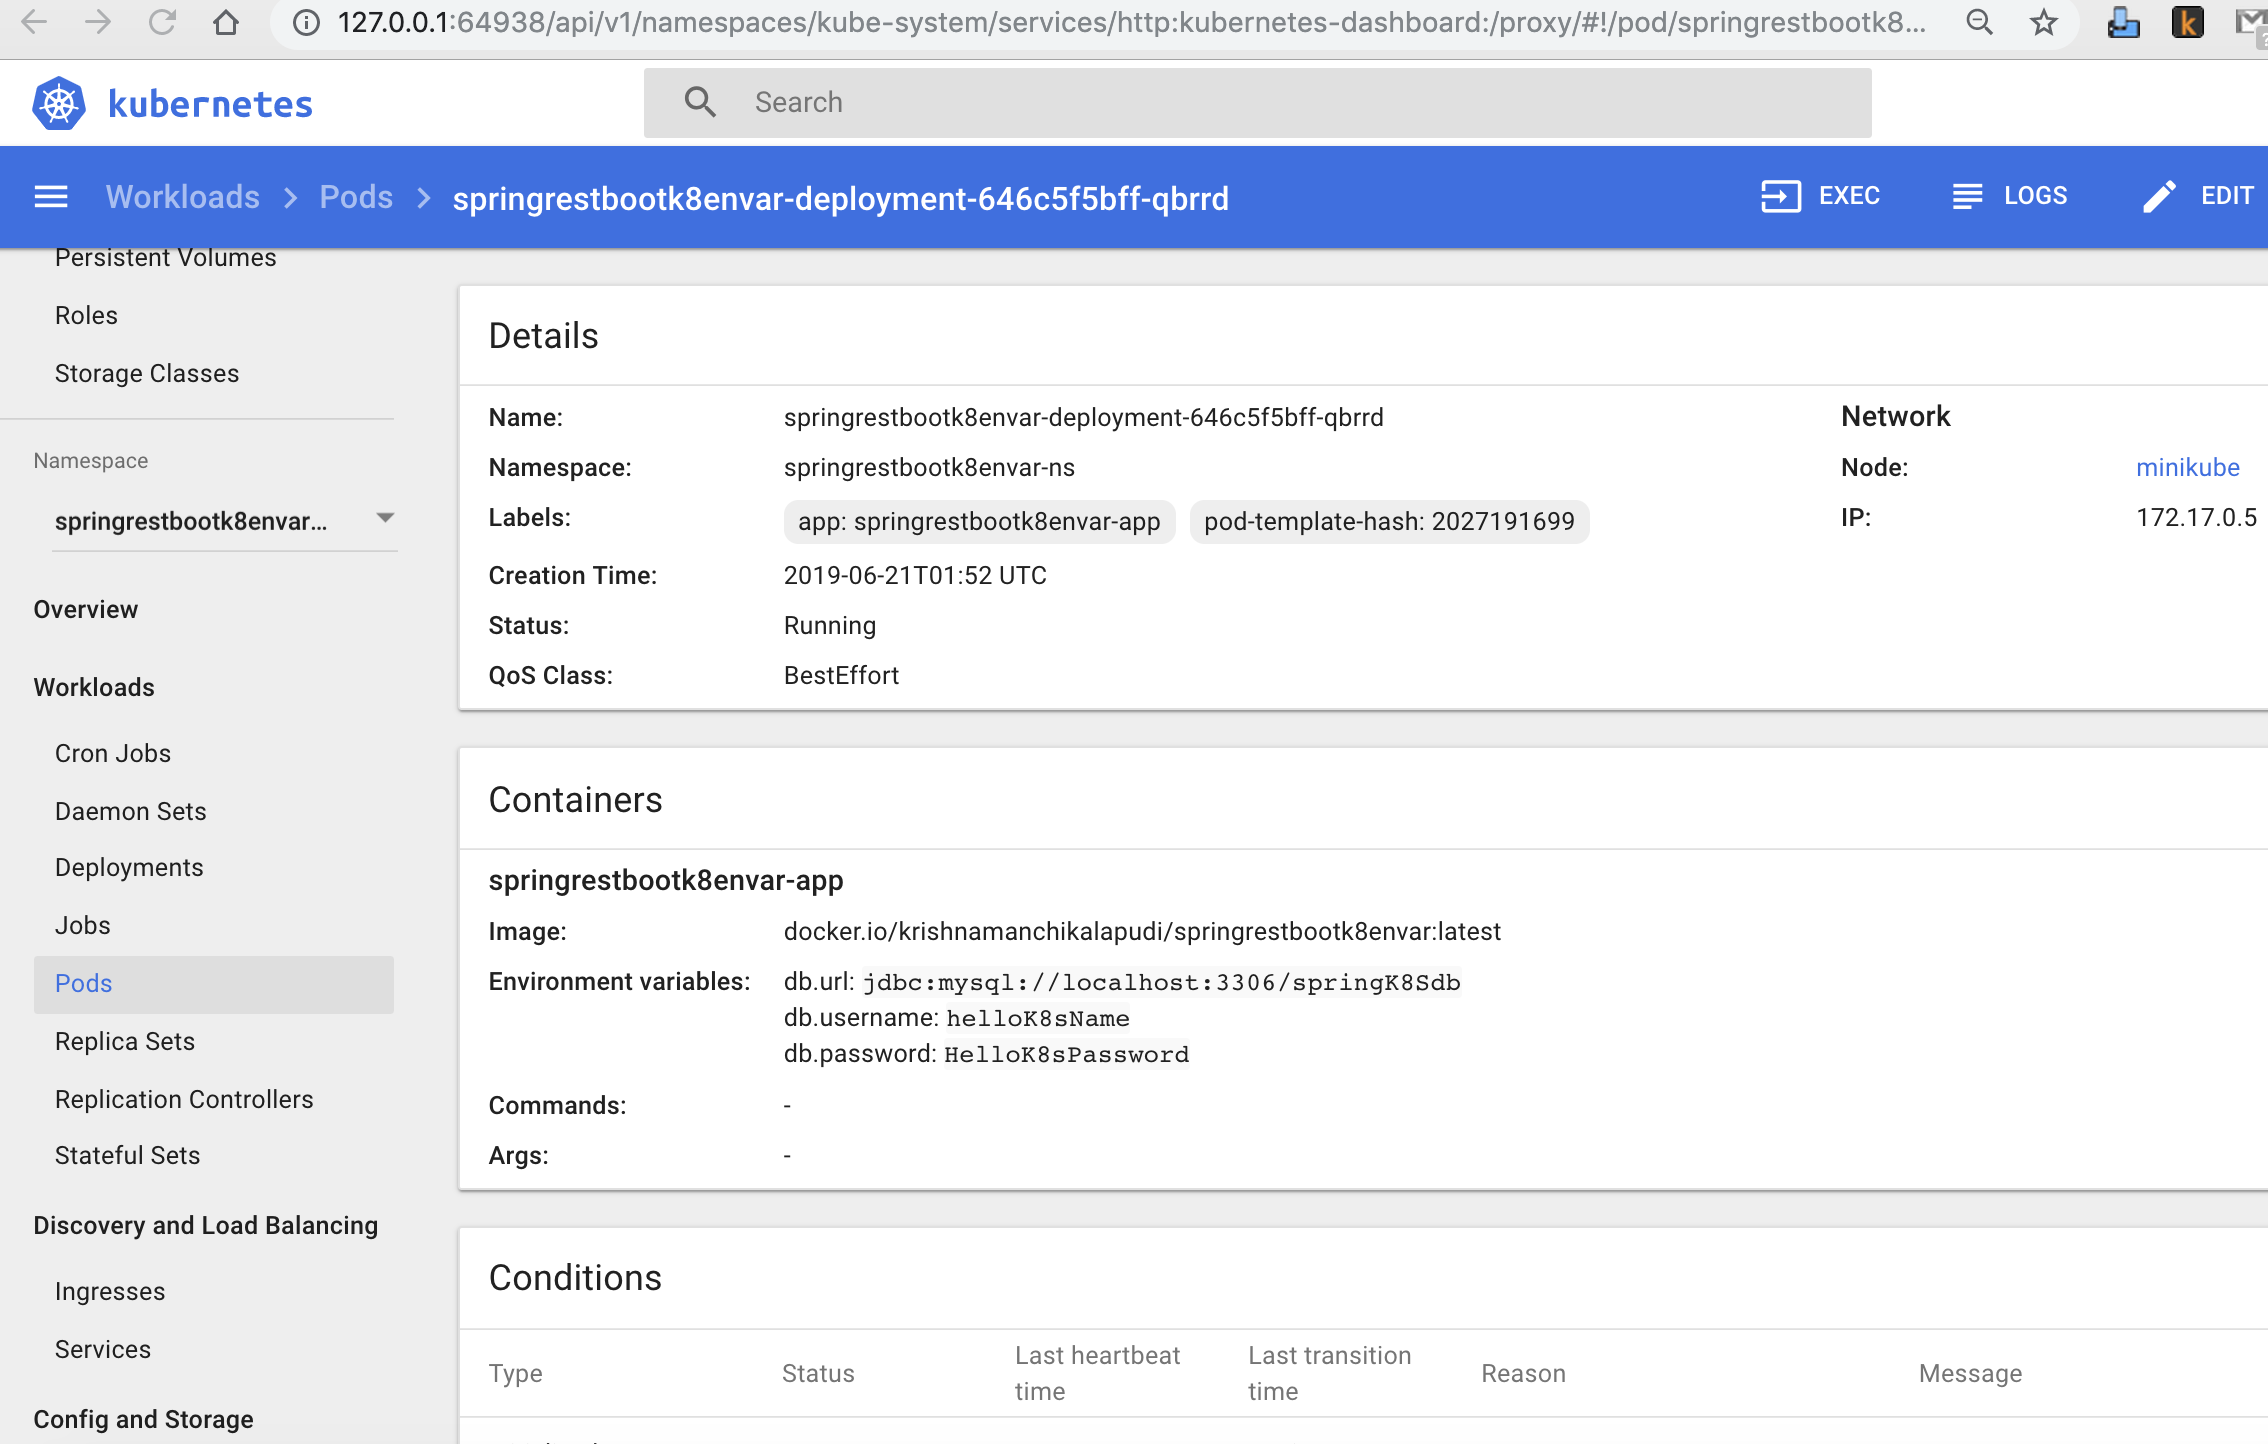 127.0.0.1:64938/api/v1/namespaces/kube-system/services/http:kubernetes-dashboard:/proxy/#!/pod/springrestbootk8...
kubernetes
Search
Workloads > Pods > springrestbootk8envar-deployment-646c5f5bff-qbrrd
EXEC
LOGS
EDIT
Persistent Volumes
Roles
Storage Classes
Namespace
springrestbootk8envar...
Overview
Workloads
Cron Jobs
Daemon Sets
Deployments
Jobs
Pods
Replica Sets
Replication Controllers
Stateful Sets
Discovery and Load Balancing
Ingresses
Services
Config and Storage
Details
Name: springrestbootk8envar-deployment-646c5f5bff-qbrrd
Namespace: springrestbootk8envar-ns
Labels: app: springrestbootk8envar-app pod-template-hash: 2027191699
Creation Time: 2019-06-21T01:52 UTC
Status: Running
QoS Class: BestEffort
Network
Node: minikube
IP: 172.17.0.5
Containers
springrestbootk8envar-app
Image: docker.io/krishnamanchikalapudi/springrestbootk8envar:latest
Environment variables: db.url: jdbc:mysql://localhost:3306/springK8Sdb
db.username: helloK8sName
db.password: HelloK8sPassword
Commands: -
Args: -
Conditions
Type
Status
Last heartbeat
time
Last transition
time
Reason
Message